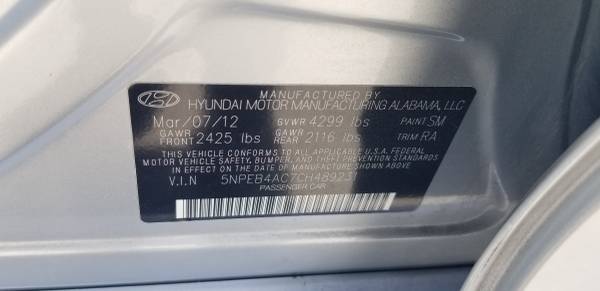 MANUFACTURED BY
HYUNDAI MOTOR MANUFACTURING ALABAMA, LLC
Mar/07/12 GVWR 4299 lbs PAINT SM
GAWR FRONT 2425 lbs GAWR REAR 2116 lbs TRIM RA
THIS VEHICLE CONFORMS TO ALL APPLICABLE U.S.A. FEDERAL
MOTOR VEHICLE SAFETY, BUMPER, AND THEFT PREVENTION STANDARDS
IN EFFECT ON THE DATE OF MANUFACTURE SHOWN ABOVE
V.I.N 5NPEB4AC7CH489231
PASSENGER CAR